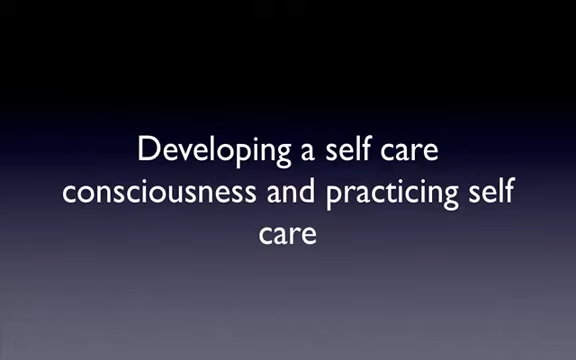 Developing a self care
consciousness and practicing self
care